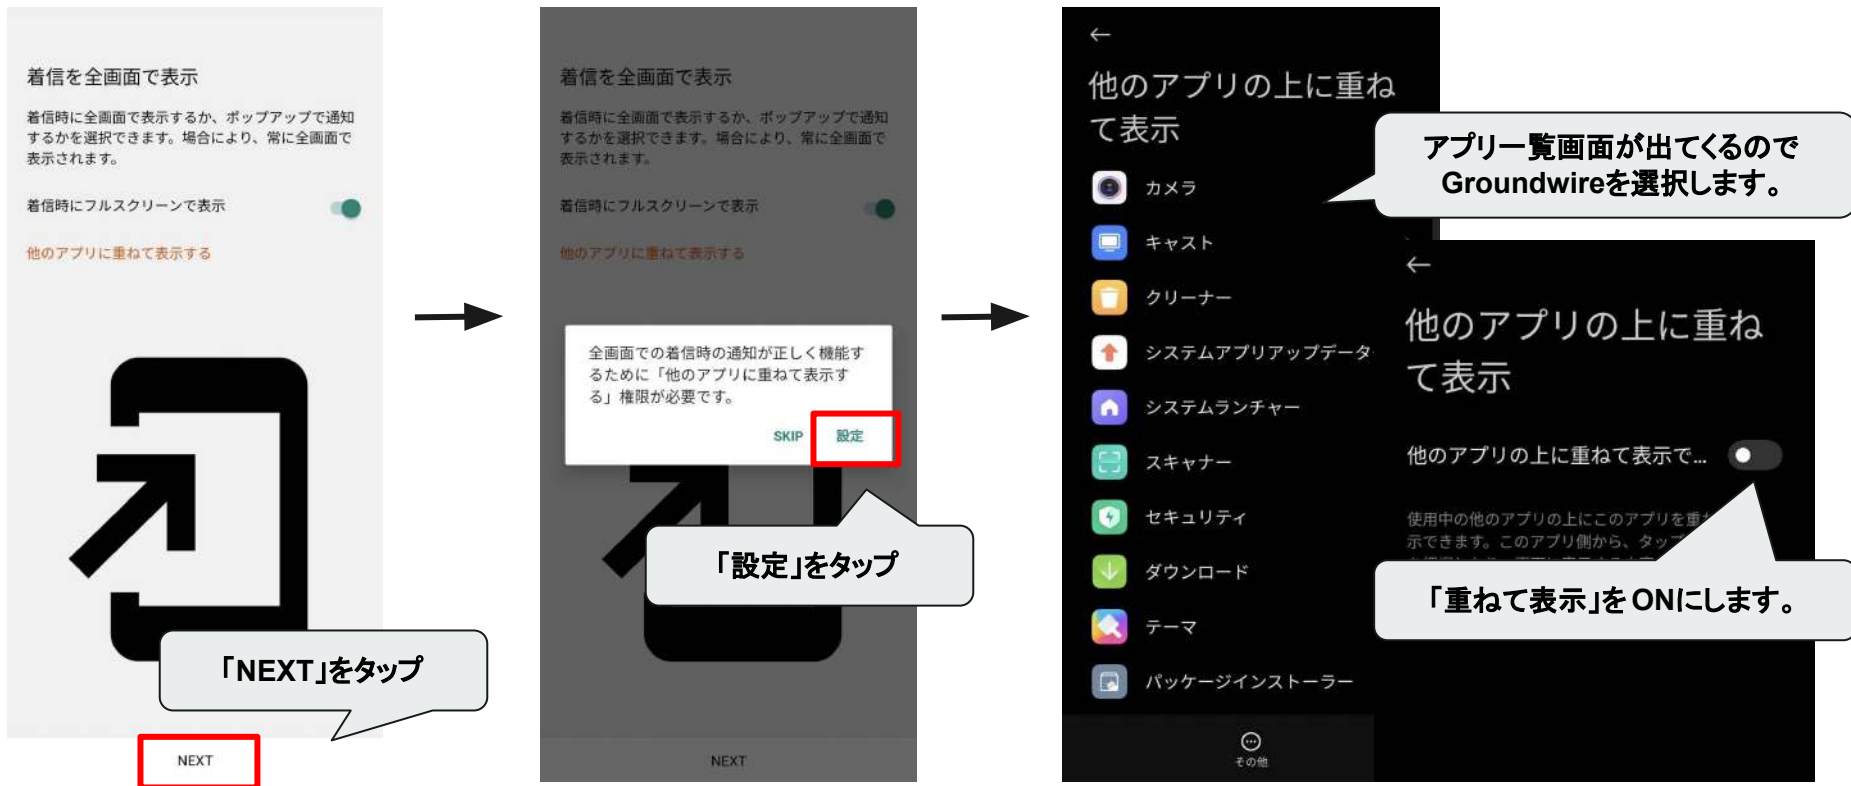 着信を全画面で表示
着信時に全画面で表示するか、ポップアップで通知
するかを選択できます。場合により、常に全画面で
表示されます。
着信時にフルスクリーンで表示
他のアプリに重ねて表示する
「NEXT」をタップ
NEXT
着信を全画面で表示
着信時に全画面で表示するか、ポップアップで通知
するかを選択できます。場合により、常に全画面で
表示されます。
着信時にフルスクリーンで表示
他のアプリに重ねて表示する
全画面での着信時の通知が正しく機能す
るために「他のアプリに重ねて表示す
る」権限が必要です。
SKIP 設定
「設定」をタップ
NEXT
他のアプリの上に重ね
て表示
カメラ
キャスト
クリーナー
システムアプリアップデータ
システムランチャー
スキャナー
セキュリティ
ダウンロード
テーマ
パッケージインストーラー
その他
アプリ一覧画面が出てくるので
Groundwireを選択します。
他のアプリの上に重ね
て表示
他のアプリの上に重ねて表示で...
使用中の他のアプリの上にこのアプリを重
示できます。このアプリ側から、タップ
「重ねて表示」をONにします。